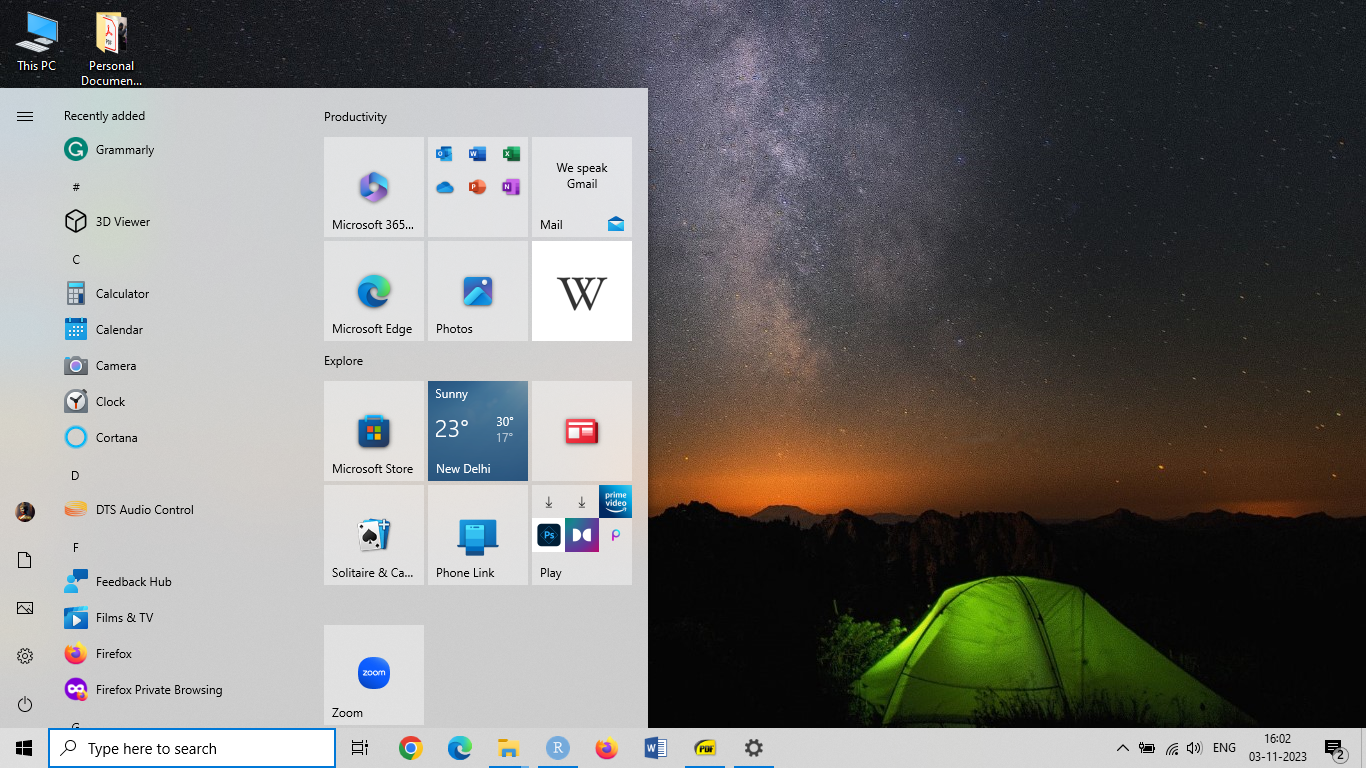 This PC
Personal
Documen...
Recently added
Grammarly
#
3D Viewer
C
Calculator
Calendar
Camera
Clock
Cortana
D
DTS Audio Control
F
Feedback Hub
Films & TV
Firefox
Firefox Private Browsing
G
Productivity
Microsoft 365...
We speak
Gmail
Mail
Microsoft Edge
Photos
W
Explore
Microsoft Store
Sunny
23° 30°
17°
New Delhi
Solitaire & Ca...
Phone Link
prime
video
Ps
Play
zoom
Zoom
Type here to search
R
W
PDF
ENG
16:02
03-11-2023
2